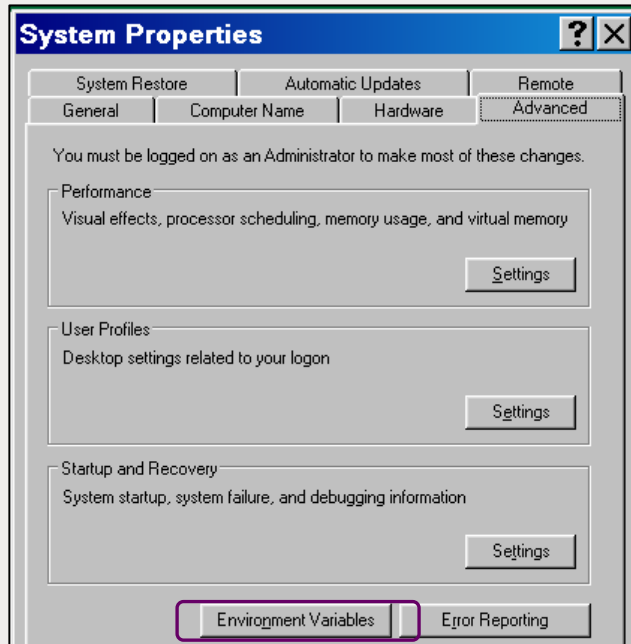 System Properties ? X
System Restore Automatic Updates Remote
General Computer Name Hardware Advanced
You must be logged on as an Administrator to make most of these changes.
Performance
Visual effects, processor scheduling, memory usage, and virtual memory
Settings
User Profiles
Desktop settings related to your logon
Settings
Startup and Recovery
System startup, system failure, and debugging information
Settings
Environment Variables Error Reporting